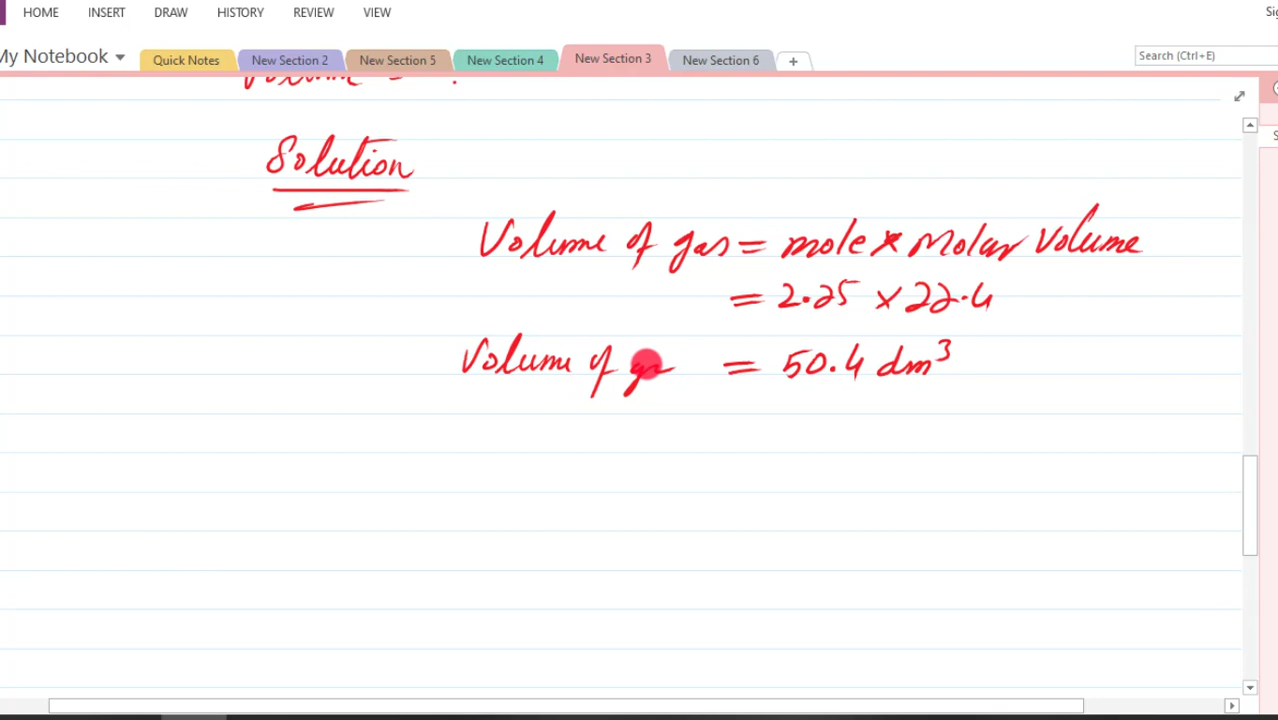 HOME INSERT DRAW HISTORY REVIEW VIEW
My Notebook Quick Notes New Section 2 New Section 5 New Section 4 New Section 3 New Section 6 +
Search (Ctrl+E)
Volume = ?
Solution
Volume of gas = mole × Molar Volume
= 2.25 × 22.4
Volume of = 50.4 dm³